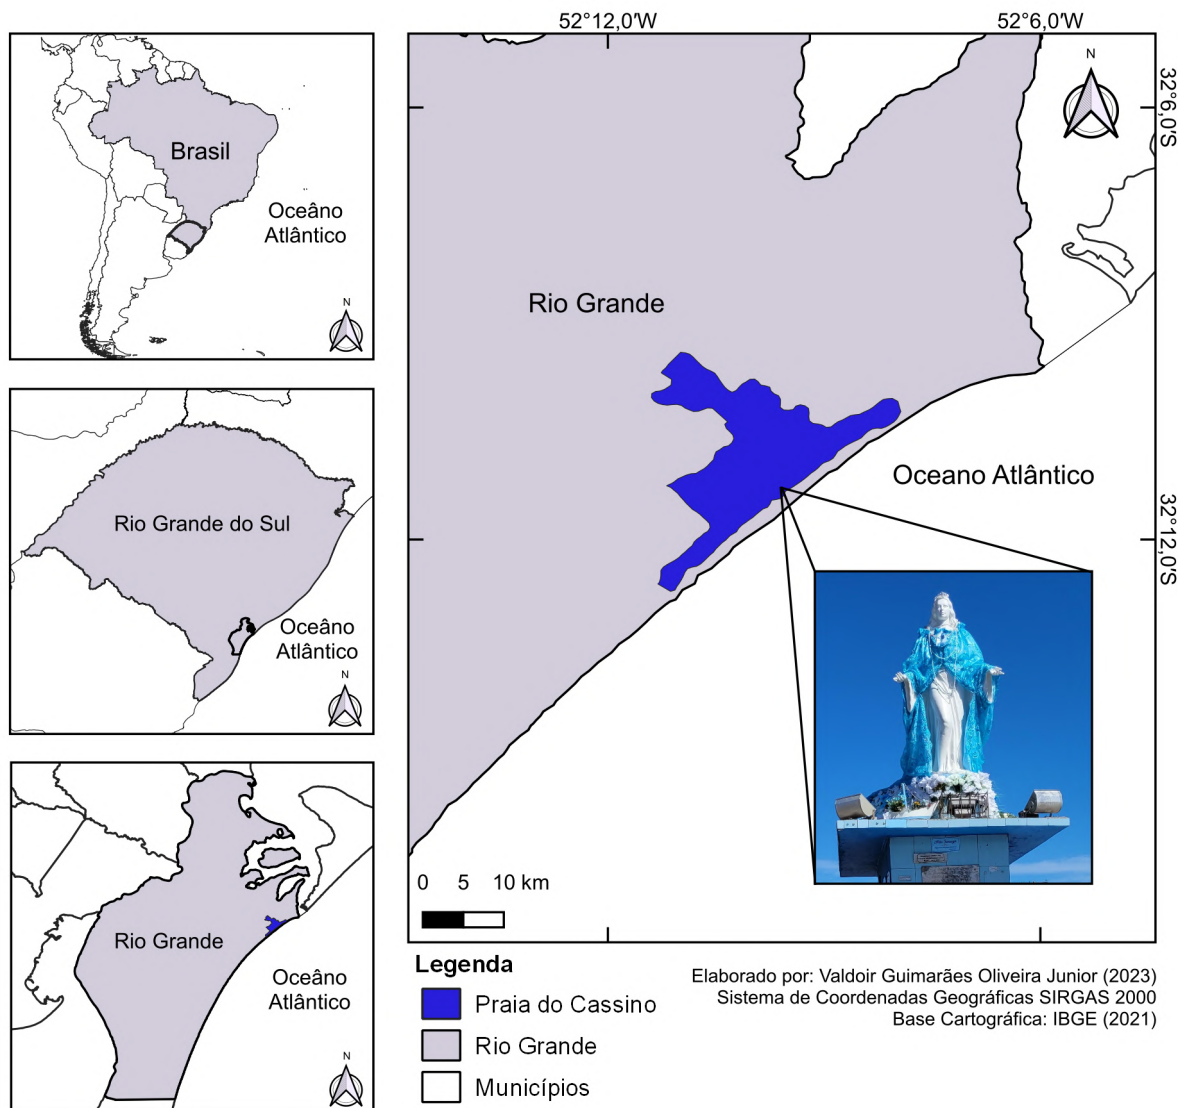 52°12,0'W
52°6,0'W
N
Brasil
Oceâno
Atlântico
N
32°6,0'S
Rio Grande
Oceano Atlântico
32°12,0'S
Rio Grande do Sul
Oceâno
Atlântico
N
Rio Grande
Oceâno
Atlântico
N
0 5 10 km
Legenda
Praia do Cassino
Rio Grande
Municípios
Elaborado por: Valdoir Guimarães Oliveira Junior (2023)
Sistema de Coordenadas Geográficas SIRGAS 2000
Base Cartográfica: IBGE (2021)